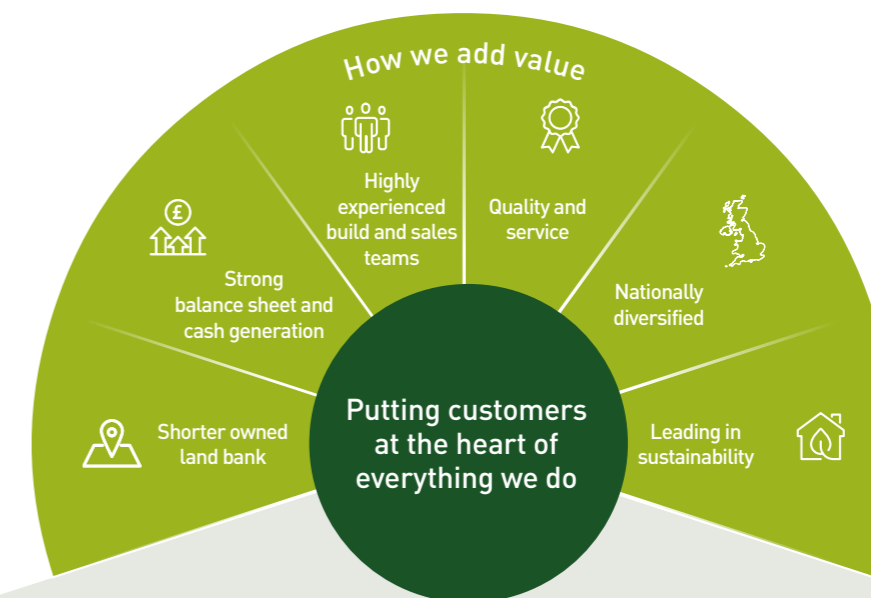 How we add value
Highly
experienced
build and sales
teams
Quality and
service
£
Strong
balance sheet and
cash generation
Nationally
diversified
Putting customers
at the heart of
everything we do
Shorter owned
land bank
Leading in
sustainability